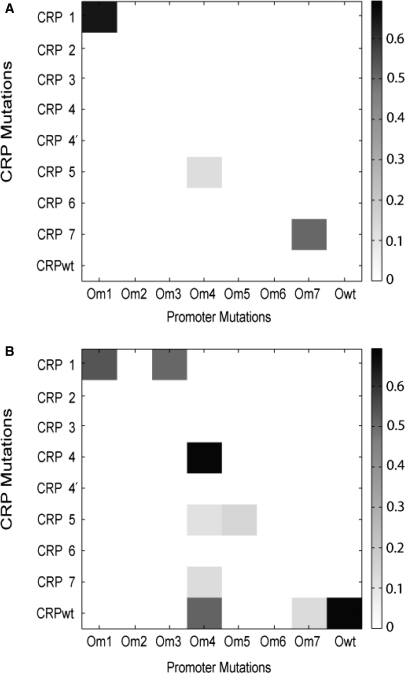 A
CRP Mutations
CRP 1
CRP 2
CRP 3
CRP 4
CRP 4´
CRP 5
CRP 6
CRP 7
CRPwt
Om1 Om2 Om3 Om4 Om5 Om6 Om7 Owt
Promoter Mutations
0.6
0.5
0.4
0.3
0.2
0.1
0
B
CRP Mutations
CRP 1
CRP 2
CRP 3
CRP 4
CRP 4´
CRP 5
CRP 6
CRP 7
CRPwt
Om1 Om2 Om3 Om4 Om5 Om6 Om7 Owt
Promoter Mutations
0.6
0.5
0.4
0.3
0.2
0.1
0